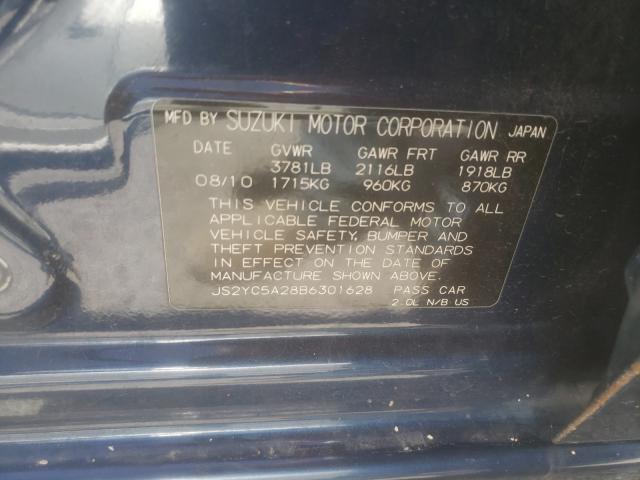 MFD BY SUZUKI MOTOR CORPORATION JAPAN
DATE GVWR GAWR FRT GAWR RR
3781LB 2116LB 1918LB
08/10 1715KG 960KG 870KG
THIS VEHICLE CONFORMS TO ALL
APPLICABLE FEDERAL MOTOR
VEHICLE SAFETY, BUMPER AND
THEFT PREVENTION STANDARDS
IN EFFECT ON THE DATE OF
MANUFACTURE SHOWN ABOVE.
JS2YC5A28B6301628 PASS CAR
2.0L N/B US